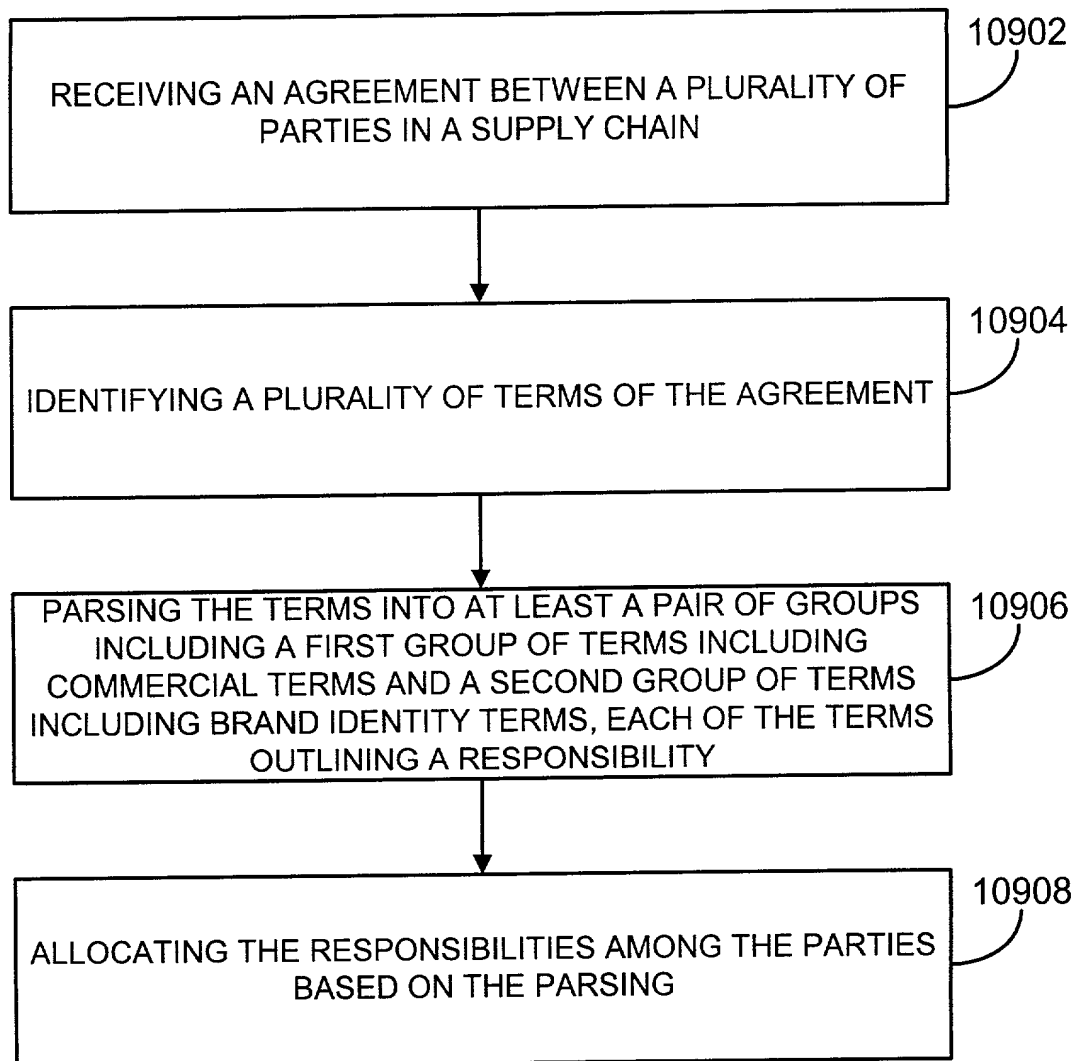 10902
RECEIVING AN AGREEMENT BETWEEN A PLURALITY OF
PARTIES IN A SUPPLY CHAIN
10904
IDENTIFYING A PLURALITY OF TERMS OF THE AGREEMENT
10906
PARSING THE TERMS INTO AT LEAST A PAIR OF GROUPS
INCLUDING A FIRST GROUP OF TERMS INCLUDING
COMMERCIAL TERMS AND A SECOND GROUP OF TERMS
INCLUDING BRAND IDENTITY TERMS, EACH OF THE TERMS
OUTLINING A RESPONSIBILITY
10908
ALLOCATING THE RESPONSIBILITIES AMONG THE PARTIES
BASED ON THE PARSING